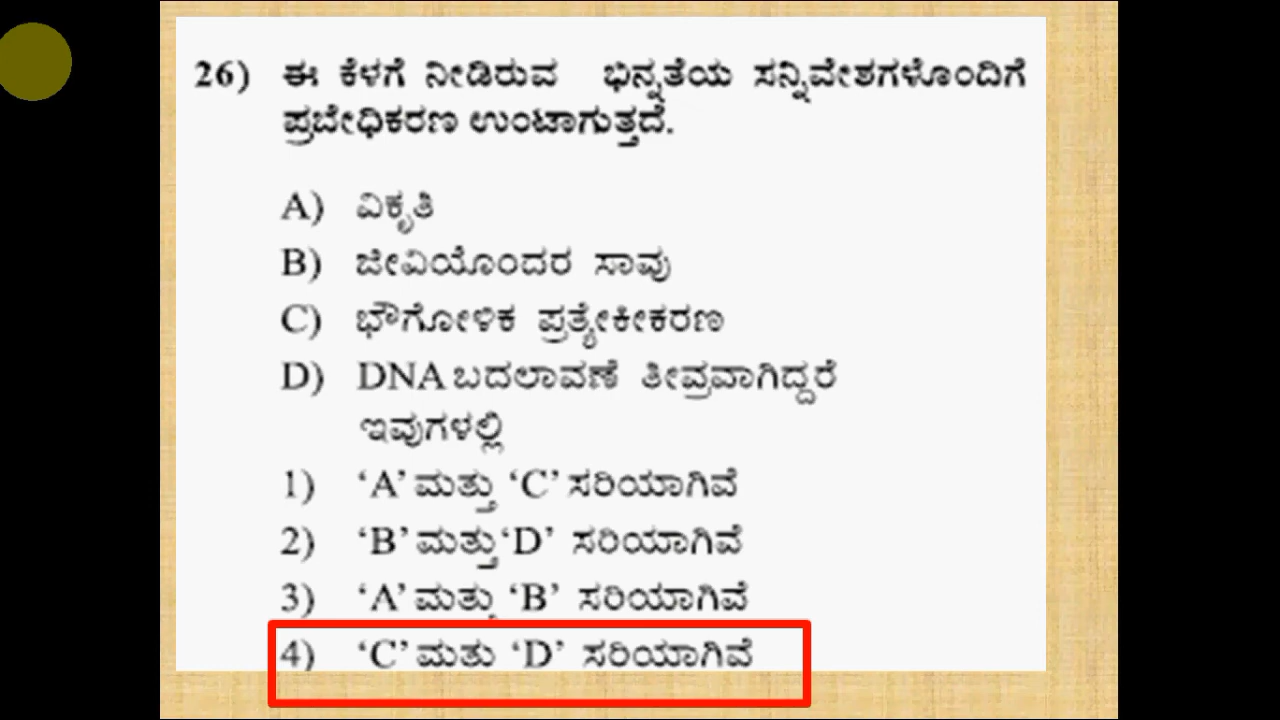 26) ಈ ಕೆಳಗೆ ನೀಡಿರುವ ಭಿನ್ನತೆಯ ಸನ್ನಿವೇಶಗಳೊಂದಿಗೆ
ಪ್ರಬೇಧಿಕರಣ ಉಂಟಾಗುತ್ತದೆ.
A) ವಿಕೃತಿ
B) ಜೀವಿಯೊಂದರ ಸಾವು
C) ಭೌಗೋಳಿಕ ಪ್ರತ್ಯೇಕೀಕರಣ
D) DNA ಬದಲಾವಣೆ ತೀವ್ರವಾಗಿದ್ದರೆ
ಇವುಗಳಲ್ಲಿ
1) ‘A’ ಮತ್ತು ‘C’ ಸರಿಯಾಗಿವೆ
2) ‘B’ ಮತ್ತು ‘D’ ಸರಿಯಾಗಿವೆ
3) ‘A’ ಮತ್ತು ‘B’ ಸರಿಯಾಗಿವೆ
4) ‘C’ ಮತ್ತು ‘D’ ಸರಿಯಾಗಿವೆ